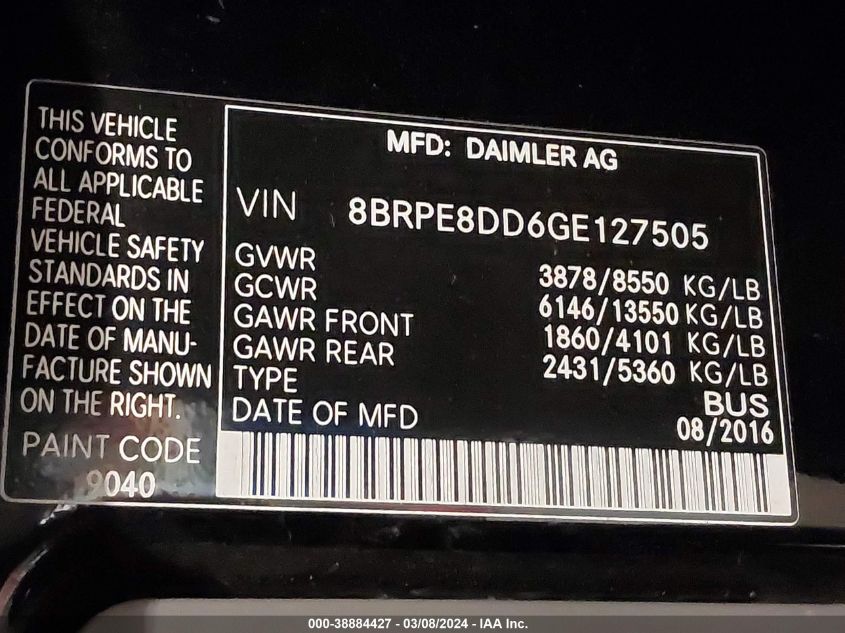 THIS VEHICLE
CONFORMS TO
ALL APPLICABLE
FEDERAL
VEHICLE SAFETY
STANDARDS IN
EFFECT ON THE
DATE OF MANU-
FACTURE SHOWN
ON THE RIGHT.
PAINT CODE
9040
MFD: DAIMLER AG
VIN 8BRPE8DD6GE127505
GVWR 3878/8550 KG/LB
GCWR 6146/13550 KG/LB
GAWR FRONT 1860/4101 KG/LB
GAWR REAR 2431/5360 KG/LB
TYPE BUS
DATE OF MFD 08/2016
000-38884427 - 03/08/2024 - IAA Inc.